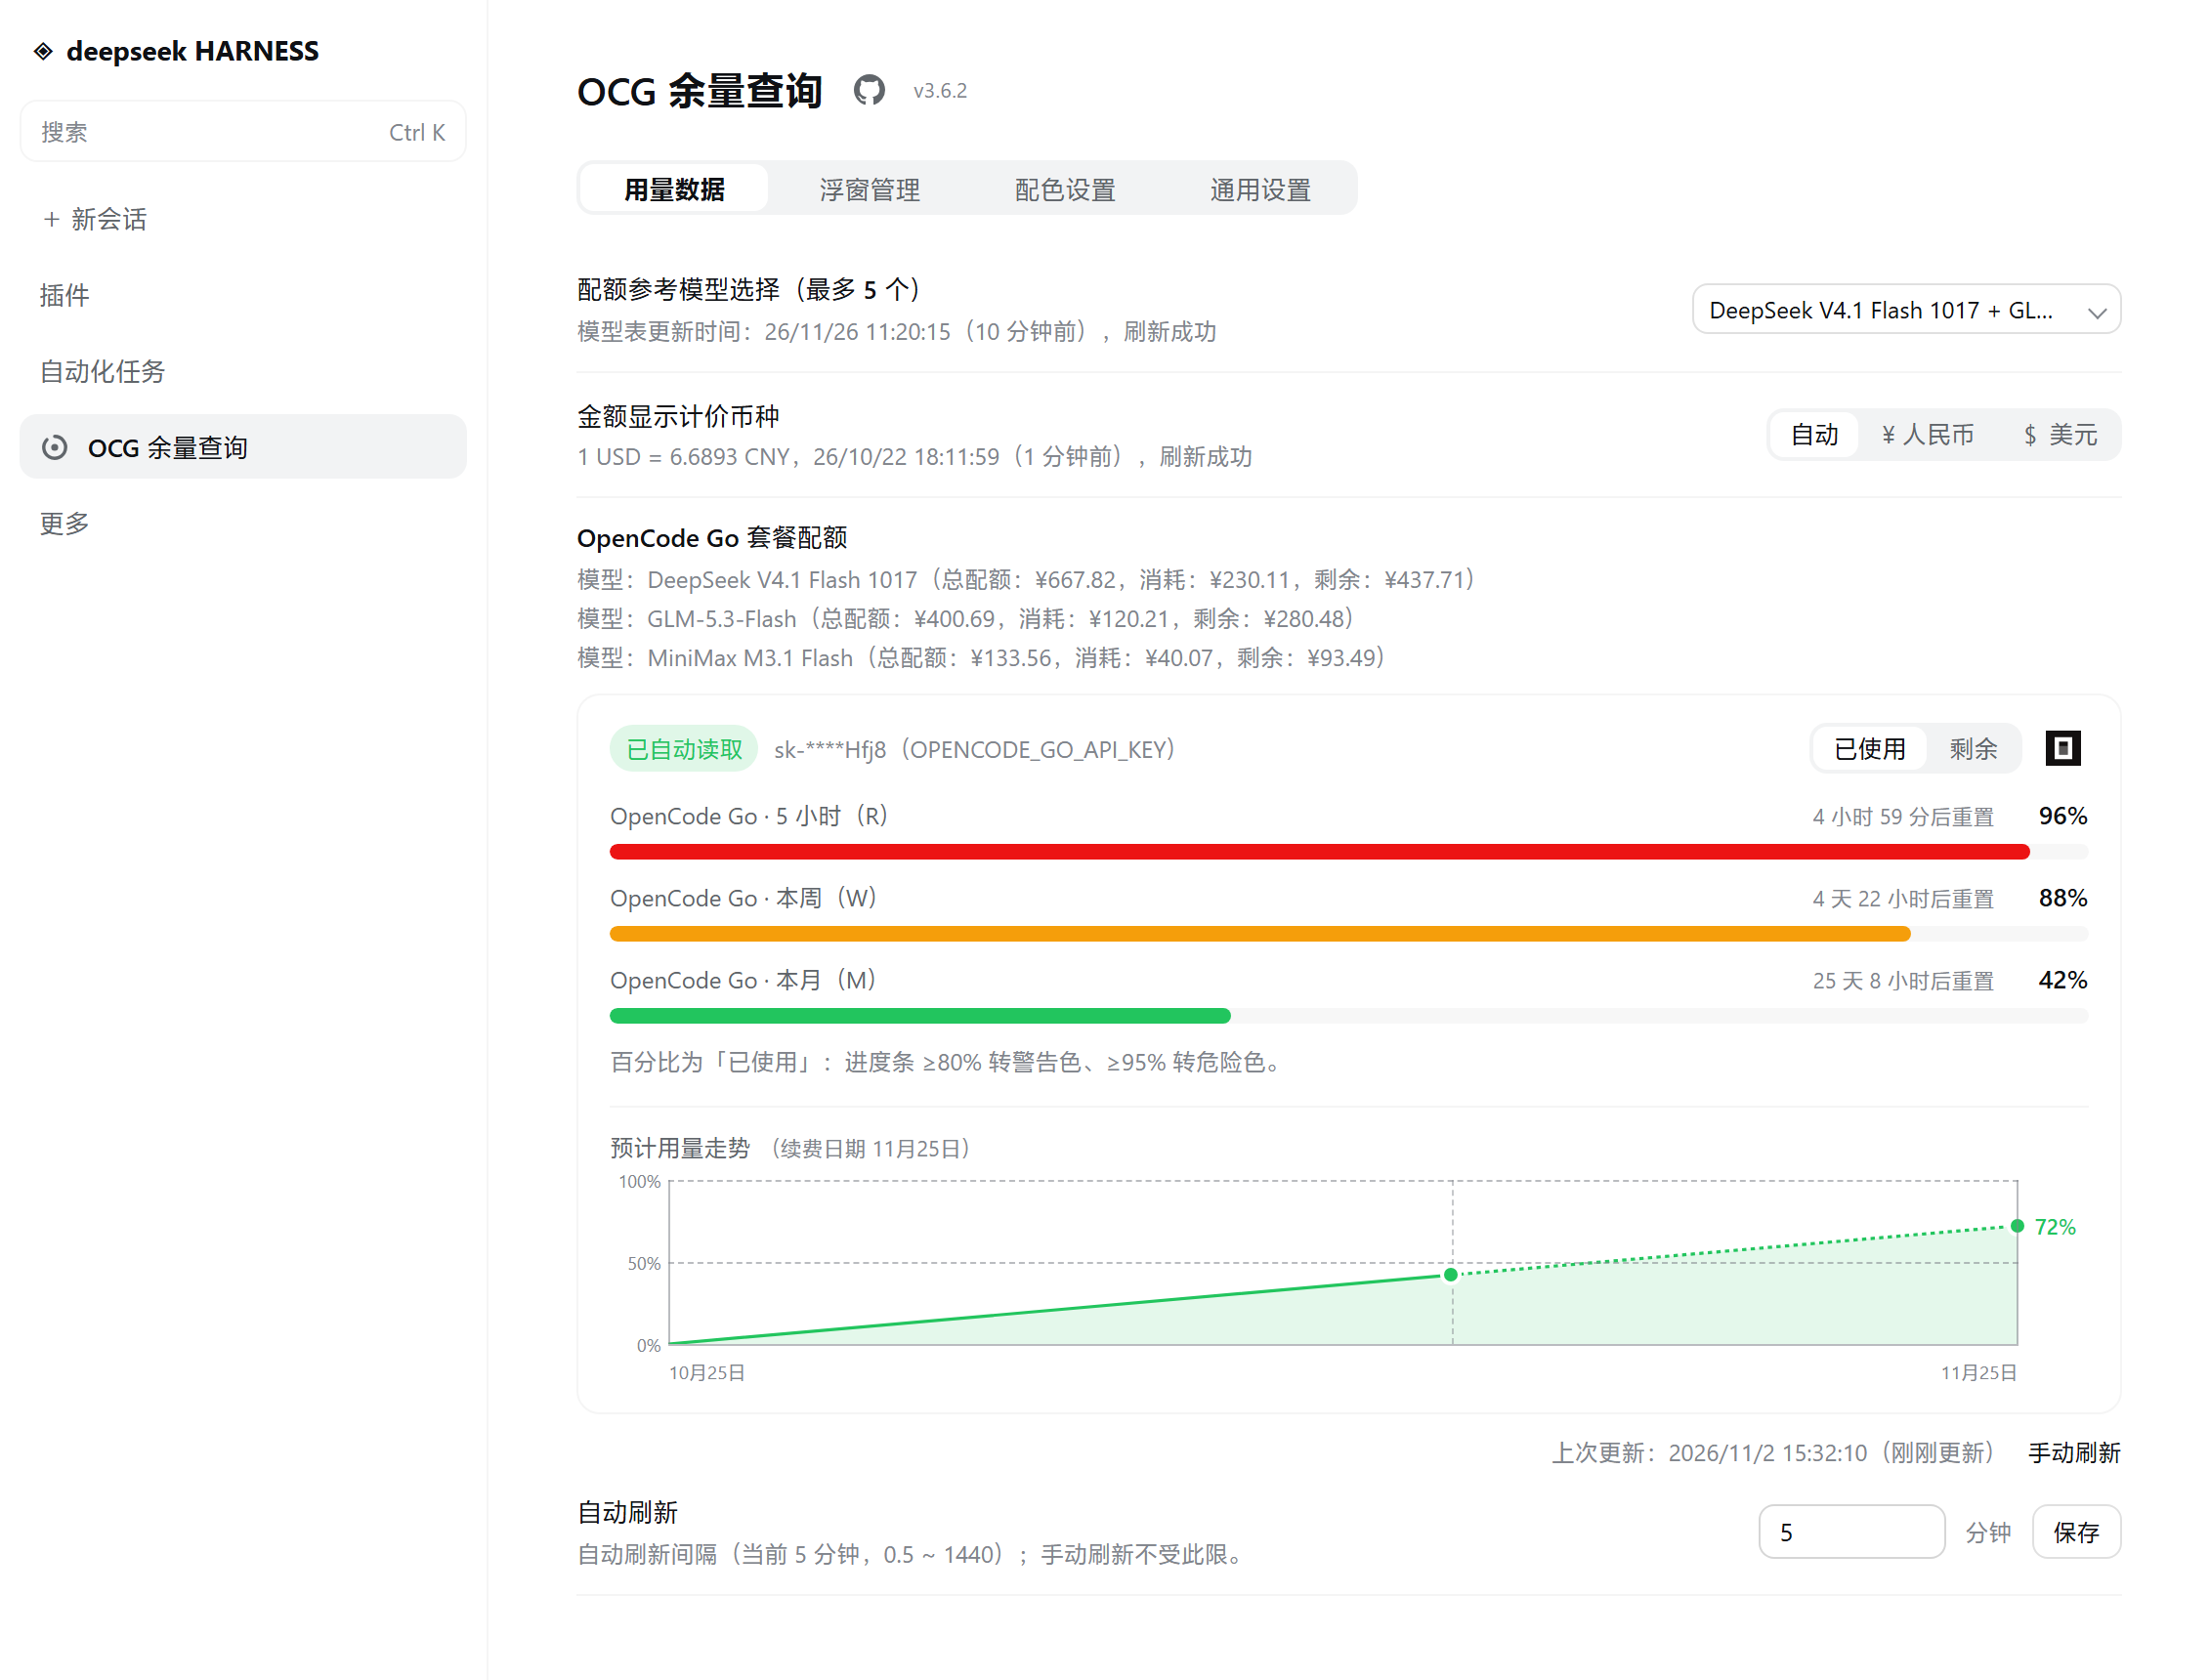 deepseek HARNESS
搜索 Ctrl K
+ 新会话
插件
自动化任务
OCG 余量查询
更多
OCG 余量查询 v3.6.2
用量数据 浮窗管理 配色设置 通用设置
配额参考模型选择（最多 5 个）
模型表更新时间：26/11/26 11:20:15（10 分钟前），刷新成功
DeepSeek V4.1 Flash 1017 + GL...
金额显示计价币种
1 USD = 6.6893 CNY，26/10/22 18:11:59（1 分钟前），刷新成功
自动 ¥ 人民币 $ 美元
OpenCode Go 套餐配额
模型：DeepSeek V4.1 Flash 1017（总配额：¥667.82，消耗：¥230.11，剩余：¥437.71）
模型：GLM-5.3-Flash（总配额：¥400.69，消耗：¥120.21，剩余：¥280.48）
模型：MiniMax M3.1 Flash（总配额：¥133.56，消耗：¥40.07，剩余：¥93.49）
已自动读取 sk-****Hfj8（OPENCODE_GO_API_KEY） 已使用 剩余
OpenCode Go · 5 小时（R） 4 小时 59 分后重置 96%
OpenCode Go · 本周（W） 4 天 22 小时后重置 88%
OpenCode Go · 本月（M） 25 天 8 小时后重置 42%
百分比为「已使用」：进度条 ≥80% 转警告色、≥95% 转危险色。
预计用量走势 （续费日期 11月25日）
100%
72%
50%
0%
10月25日 11月25日
上次更新：2026/11/2 15:32:10（刚刚更新） 手动刷新
自动刷新
自动刷新间隔（当前 5 分钟，0.5 ~ 1440）；手动刷新不受此限。
5 分钟 保存